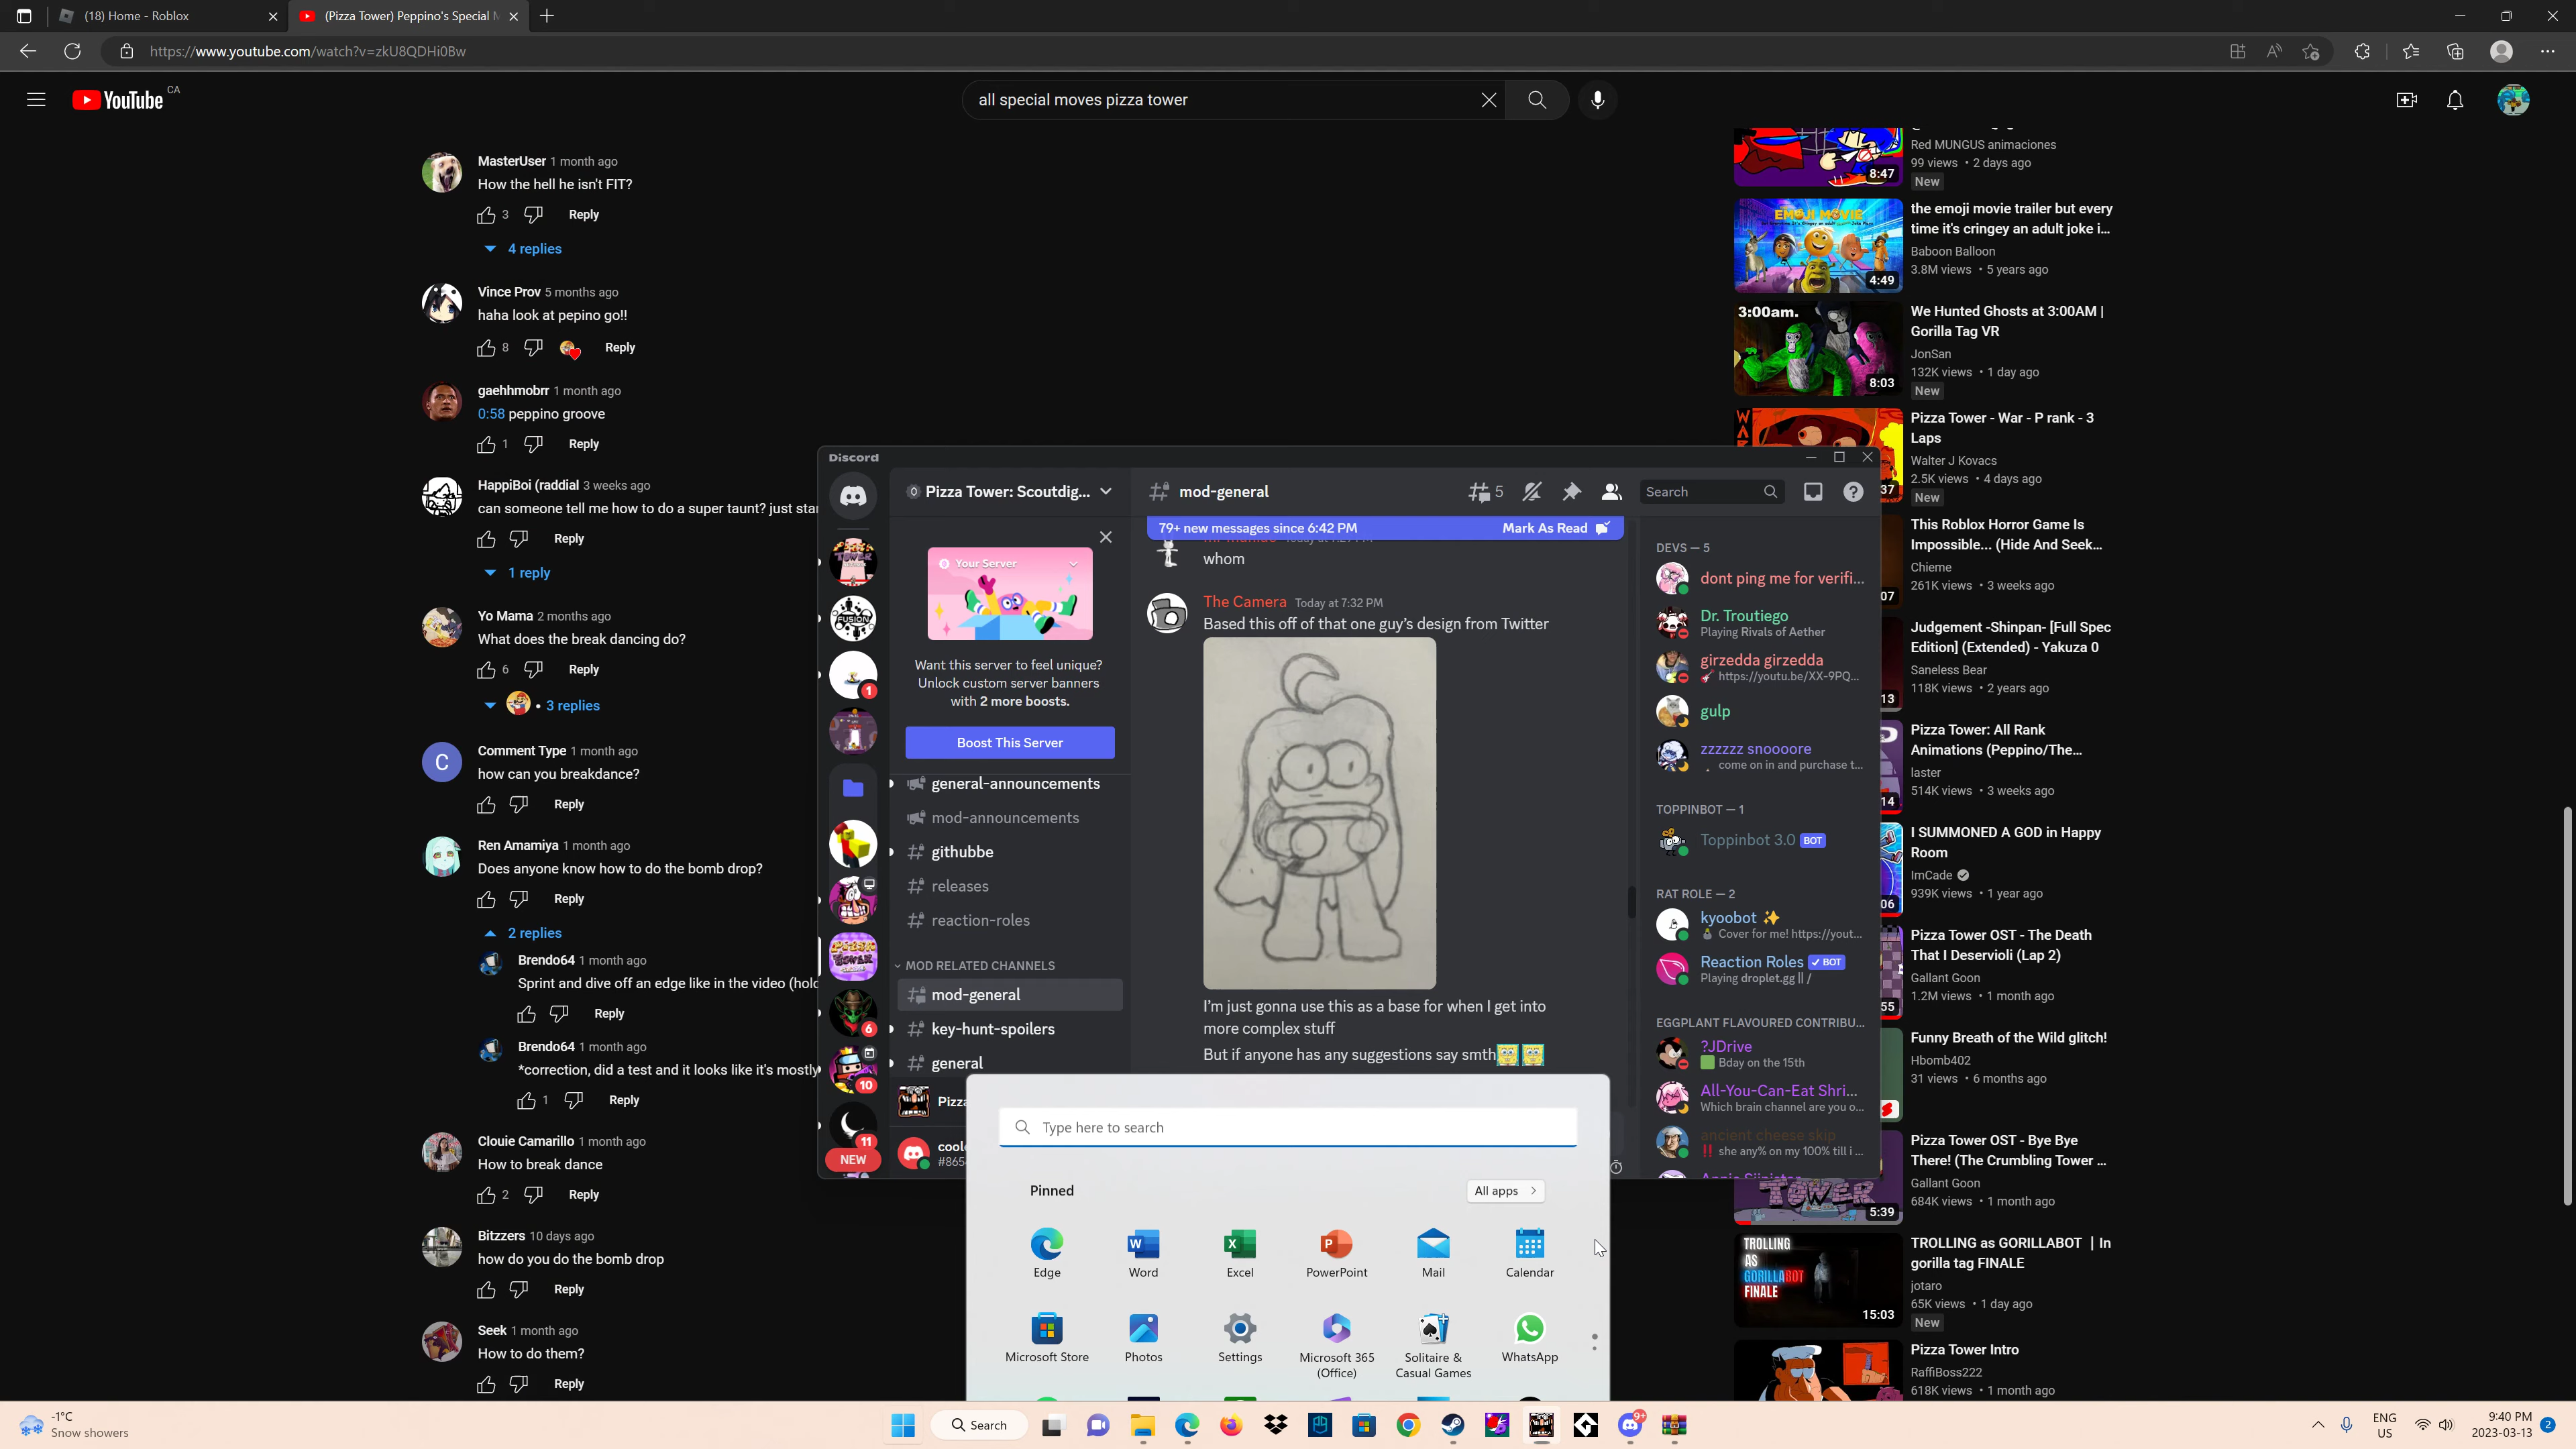 (18) Home - Roblox
(Pizza Tower) Peppino's Special M
https://www.youtube.com/watch?v=zkU8QDHi0Bw
YouTube CA
all special moves pizza tower
MasterUser 1 month ago
How the hell he isn't FIT?
3 Reply
4 replies
Vince Prov 5 months ago
haha look at pepino go!!
8 Reply
gaehhmobrr 1 month ago
0:58 peppino groove
1 Reply
HappiBoi (raddial 3 weeks ago
can someone tell me how to do a super taunt? just star
Reply
1 reply
Yo Mama 2 months ago
What does the break dancing do?
6 Reply
3 replies
C
Comment Type 1 month ago
how can you breakdance?
Reply
Ren Amamiya 1 month ago
Does anyone know how to do the bomb drop?
Reply
2 replies
Brendo64 1 month ago
Sprint and dive off an edge like in the video (hold
Reply
Brendo64 1 month ago
*correction, did a test and it looks like it's mostly
1 Reply
Clouie Camarillo 1 month ago
How to break dance
2 Reply
Bitzzers 10 days ago
how do you do the bomb drop
Reply
Seek 1 month ago
How to do them?
Reply
Discord
Pizza Tower: Scoutdig...
Your Server
Want this server to feel unique?
Unlock custom server banners
with 2 more boosts.
Boost This Server
general-announcements
mod-announcements
githubbe
releases
reaction-roles
MOD RELATED CHANNELS
mod-general
key-hunt-spoilers
general
Pizza
cool
#865
FUSION
1
6
10
11
NEW
mod-general
5
Search
79+ new messages since 6:42 PM
Mark As Read
whom
The Camera Today at 7:32 PM
Based this off of that one guy's design from Twitter
I'm just gonna use this as a base for when I get into
more complex stuff
But if anyone has any suggestions say smth
DEVS — 5
dont ping me for verifi...
Dr. Troutiego
Playing Rivals of Aether
girzedda girzedda
https://youtu.be/XX-9PQ...
gulp
zzzzzz snoooore
come on in and purchase t...
TOPPINBOT — 1
Toppinbot 3.0 BOT
RAT ROLE — 2
kyoobot
Cover for me! https://yout...
Reaction Roles BOT
Playing droplet.gg || /
EGGPLANT FLAVOURED CONTRIBU...
?JDrive
Bday on the 15th
All-You-Can-Eat Shri...
Which brain channel are you o...
ancient cheese skip
she any% on my 100% till i ...
Type here to search
Pinned
All apps
Edge
Word
Excel
PowerPoint
Mail
Calendar
Microsoft Store
Photos
Settings
Microsoft 365
(Office)
Solitaire &
Casual Games
WhatsApp
8:47
Red MUNGUS animaciones
99 views • 2 days ago
New
EMOJI MOVIE
4:49
the emoji movie trailer but every
time it's cringey an adult joke i...
Baboon Balloon
3.8M views • 5 years ago
3:00am.
8:03
We Hunted Ghosts at 3:00AM |
Gorilla Tag VR
JonSan
132K views • 1 day ago
New
WAR
37
Pizza Tower - War - P rank - 3
Laps
Walter J Kovacs
2.5K views • 4 days ago
New
07
This Roblox Horror Game Is
Impossible... (Hide And Seek...
Chieme
261K views • 3 weeks ago
13
Judgement -Shinpan- [Full Spec
Edition] (Extended) - Yakuza 0
Saneless Bear
118K views • 2 years ago
14
Pizza Tower: All Rank
Animations (Peppino/The...
laster
514K views • 3 weeks ago
06
I SUMMONED A GOD in Happy
Room
ImCade
939K views • 1 year ago
55
Pizza Tower OST - The Death
That I Deservioli (Lap 2)
Gallant Goon
1.2M views • 1 month ago
Funny Breath of the Wild glitch!
Hbomb402
31 views • 6 months ago
TOWER
5:39
Pizza Tower OST - Bye Bye
There! (The Crumbling Tower ...
Gallant Goon
684K views • 1 month ago
TROLLING
AS
GORILLABOT
FINALE
15:03
TROLLING as GORILLABOT | In
gorilla tag FINALE
jotaro
65K views • 1 day ago
New
Pizza Tower Intro
RaffiBoss222
618K views • 1 month ago
-1°C
Snow showers
Search
9+
ENG
US
9:40 PM
2023-03-13
2